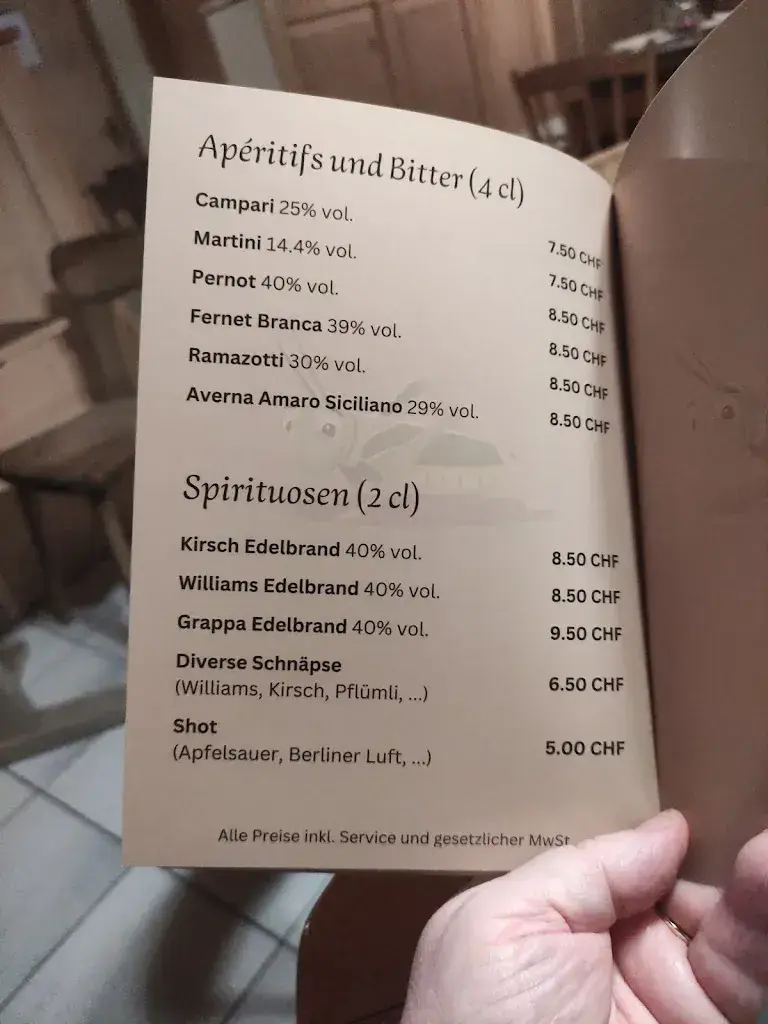 Apéritifs und Bitter (4 cl)
Campari 25% vol. 7.50 CHF
Martini 14.4% vol. 7.50 CHF
Pernot 40% vol. 8.50 CHF
Fernet Branca 39% vol. 8.50 CHF
Ramazotti 30% vol. 8.50 CHF
Averna Amaro Siciliano 29% vol. 8.50 CHF
Spirituosen (2 cl)
Kirsch Edelbrand 40% vol. 8.50 CHF
Williams Edelbrand 40% vol. 8.50 CHF
Grappa Edelbrand 40% vol. 9.50 CHF
Diverse Schnäpse
(Williams, Kirsch, Pflümli, ...) 6.50 CHF
Shot
(Apfelsauer, Berliner Luft, ...) 5.00 CHF
Alle Preise inkl. Service und gesetzlicher MwSt